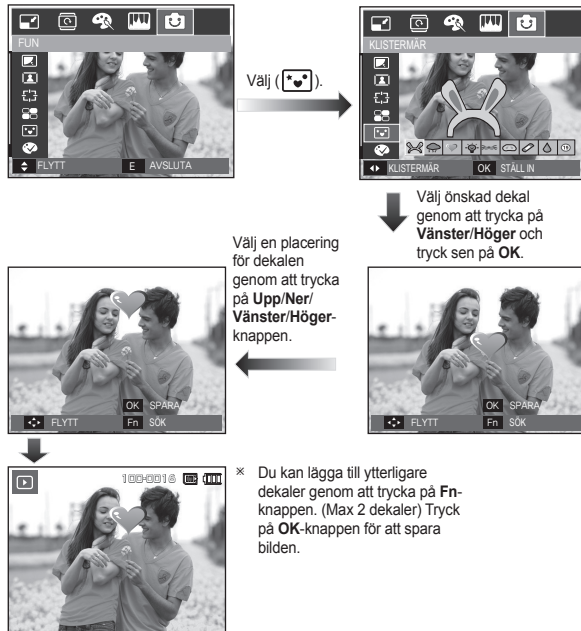 FUN
FLYTT
E AVSLUTA
Välj ( ).
KLISTERMÄR
KLISTERMÄR
OK STÄLL IN
Välj önskad dekal
genom att trycka på
Vänster/Höger och
tryck sen på OK.
Välj en placering
för dekalen
genom att trycka
på Upp/Ner/
Vänster/Höger-
knappen.
OK SPARA
FLYTT
Fn SÖK
OK SPARA
FLYTT
Fn SÖK
100-0016
※ Du kan lägga till ytterligare
dekaler genom att trycka på Fn-
knappen. (Max 2 dekaler) Tryck
på OK-knappen för att spara
bilden.